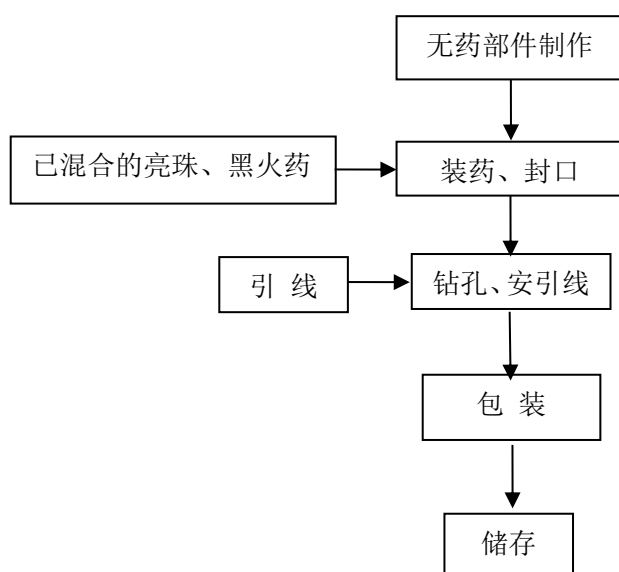 无药部件制作
已混合的亮珠、黑火药
装药、封口
引 线
钻孔、安引线
包 装
储存